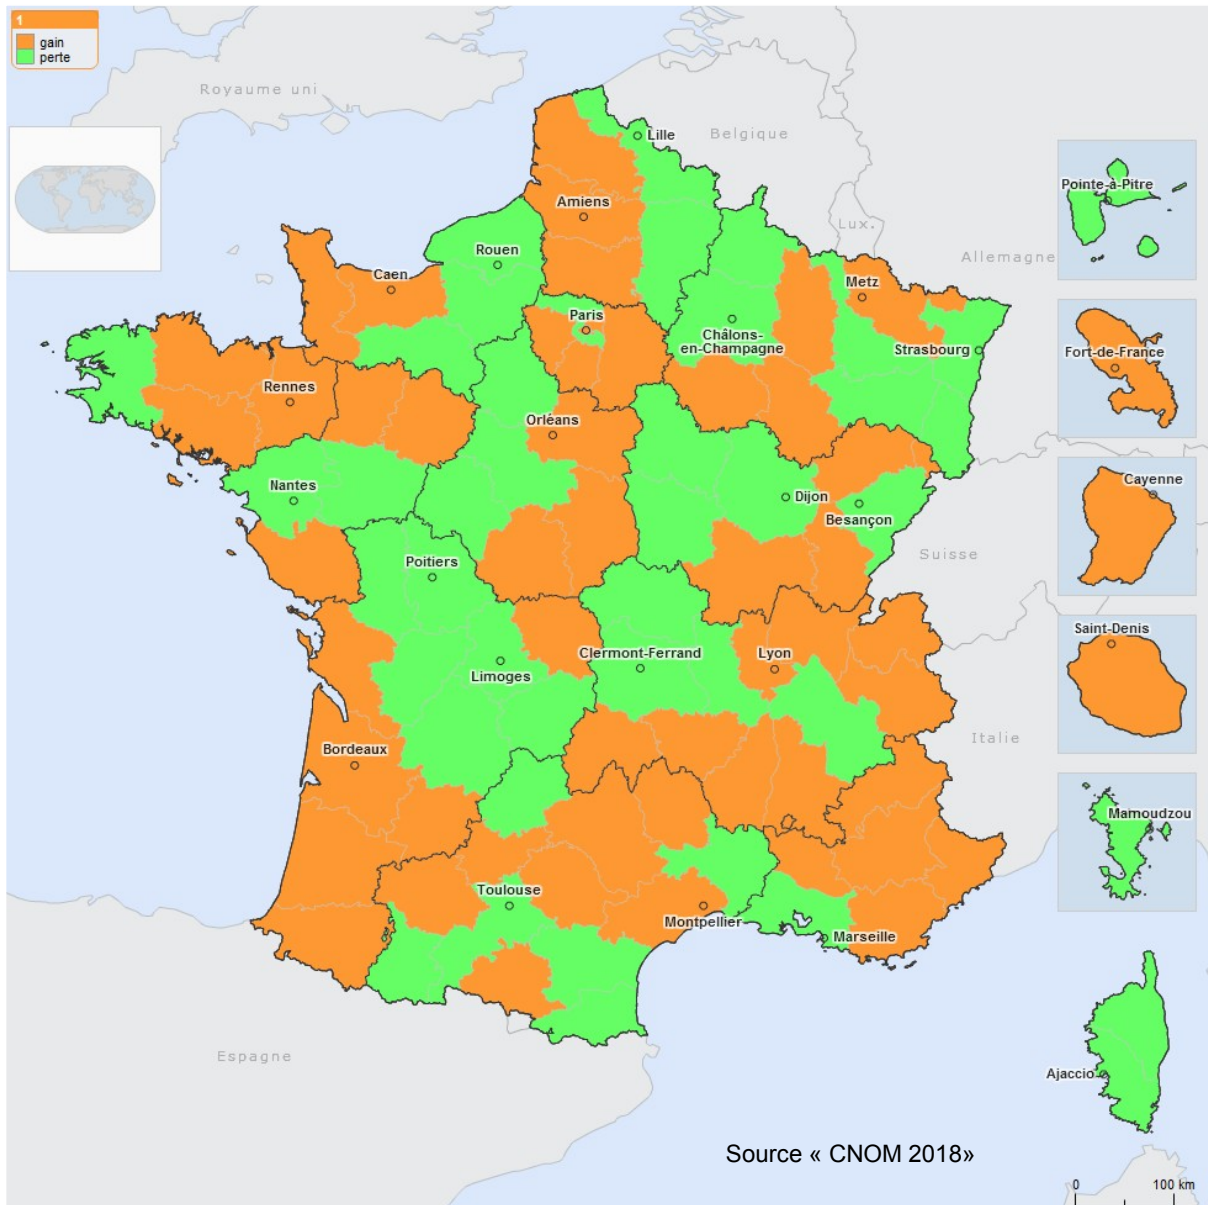 1
gain
perte
Royaume uni
Belgique
Lille
Pointe-à-Pitre
Amiens
Lux.
Rouen
Allemagne
Caen
Metz
Paris
Châlons-
en-Champagne
Strasbourg
Fort-de-France
Rennes
Orléans
Nantes
Dijon
Besançon
Cayenne
Suisse
Poitiers
Saint-Denis
Clermont-Ferrand
Lyon
Limoges
Italie
Bordeaux
Mamoudzou
Toulouse
Montpellier
Marseille
Espagne
Ajaccio
Source « CNOM 2018»
0 100 km